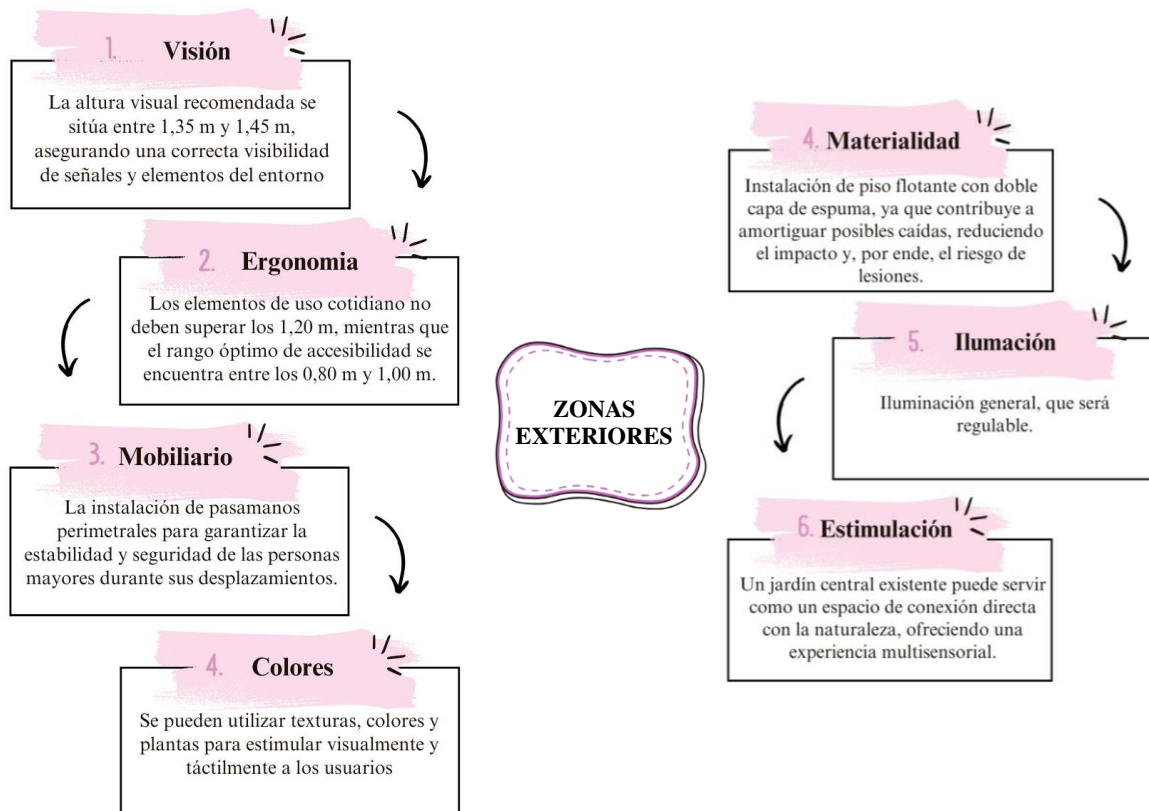 1. Visión
La altura visual recomendada se
sitúa entre 1,35 m y 1,45 m,
asegurando una correcta visibilidad
de señales y elementos del entorno
2. Ergonomia
Los elementos de uso cotidiano no
deben superar los 1,20 m, mientras que
el rango óptimo de accesibilidad se
encuentra entre los 0,80 m y 1,00 m.
3. Mobiliario
La instalación de pasamanos
perimetrales para garantizar la
estabilidad y seguridad de las personas
mayores durante sus desplazamientos.
4. Colores
Se pueden utilizar texturas, colores y
plantas para estimular visualmente y
táctilmente a los usuarios
ZONAS
EXTERIORES
4. Materialidad
Instalación de piso flotante con doble
capa de espuma, ya que contribuye a
amortiguar posibles caídas, reduciendo
el impacto y, por ende, el riesgo de
lesiones.
5. Ilumación
Iluminación general, que será
regulable.
6. Estimulación
Un jardín central existente puede servir
como un espacio de conexión directa
con la naturaleza, ofreciendo una
experiencia multisensorial.